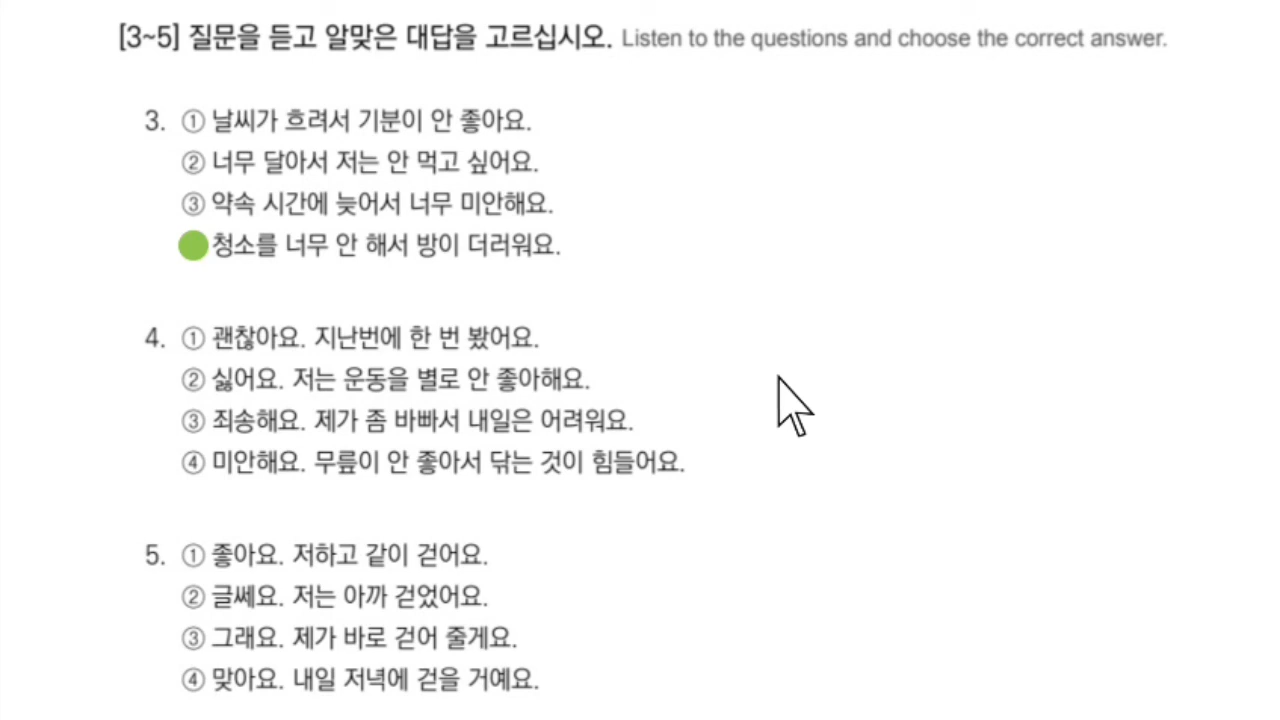 [3~5] 질문을 듣고 알맞은 대답을 고르십시오. Listen to the questions and choose the correct answer.
3. ① 날씨가 흐려서 기분이 안 좋아요.
② 너무 달아서 저는 안 먹고 싶어요.
③ 약속 시간에 늦어서 너무 미안해요.
청소를 너무 안 해서 방이 더러워요.
4. ① 괜찮아요. 지난번에 한 번 봤어요.
② 싫어요. 저는 운동을 별로 안 좋아해요.
③ 죄송해요. 제가 좀 바빠서 내일은 어려워요.
④ 미안해요. 무릎이 안 좋아서 닦는 것이 힘들어요.
5. ① 좋아요. 저하고 같이 걷어요.
② 글쎄요. 저는 아까 걷었어요.
③ 그래요. 제가 바로 걷어 줄게요.
④ 맞아요. 내일 저녁에 걷을 거예요.